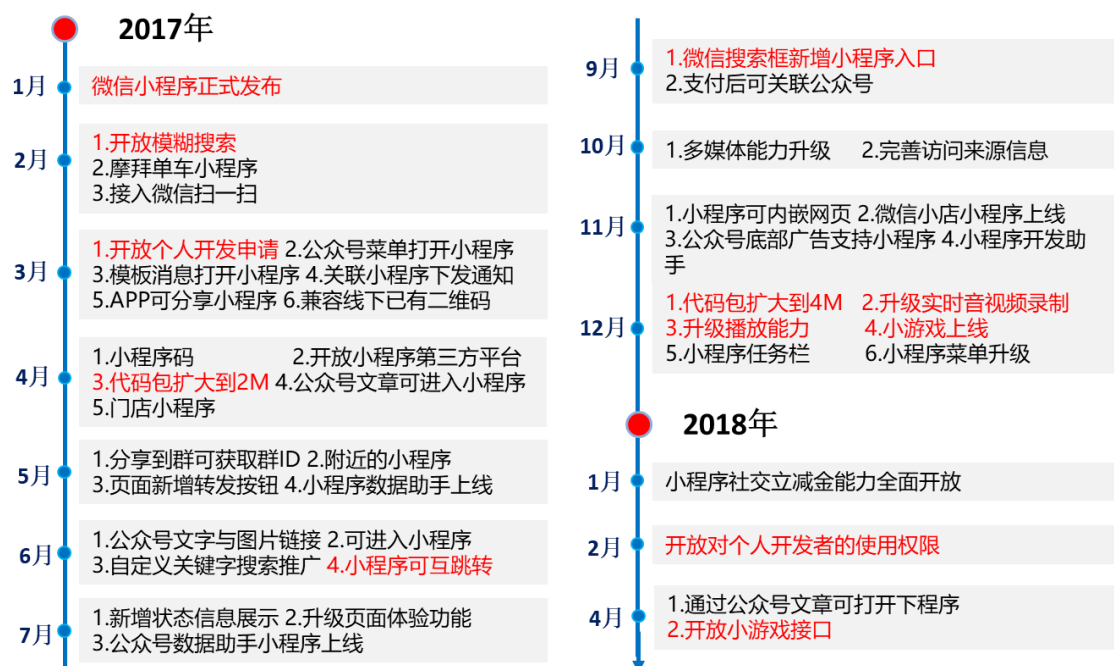 2017年
1月
微信小程序正式发布
2月
1.开放模糊搜索
2.摩拜单车小程序
3.接入微信扫一扫
3月
1.开放个人开发申请 2.公众号菜单打开小程序
3.模板消息打开小程序 4.关联小程序下发通知
5.APP可分享小程序 6.兼容线下已有二维码
4月
1.小程序码 2.开放小程序第三方平台
3.代码包扩大到2M 4.公众号文章可进入小程序
5.门店小程序
5月
1.分享到群可获取群ID 2.附近的小程序
3.页面新增转发按钮 4.小程序数据助手上线
6月
1.公众号文字与图片链接 2.可进入小程序
3.自定义关键字搜索推广 4.小程序可互跳转
7月
1.新增状态信息展示 2.升级页面体验功能
3.公众号数据助手小程序上线
9月
1.微信搜索框新增小程序入口
2.支付后可关联公众号
10月
1.多媒体能力升级 2.完善访问来源信息
11月
1.小程序可内嵌网页 2.微信小店小程序上线
3.公众号底部广告支持小程序 4.小程序开发助
手
12月
1.代码包扩大到4M 2.升级实时音视频录制
3.升级播放能力 4.小游戏上线
5.小程序任务栏 6.小程序菜单升级
2018年
1月
小程序社交立减金能力全面开放
2月
开放对个人开发者的使用权限
4月
1.通过公众号文章可打开下程序
2.开放小游戏接口